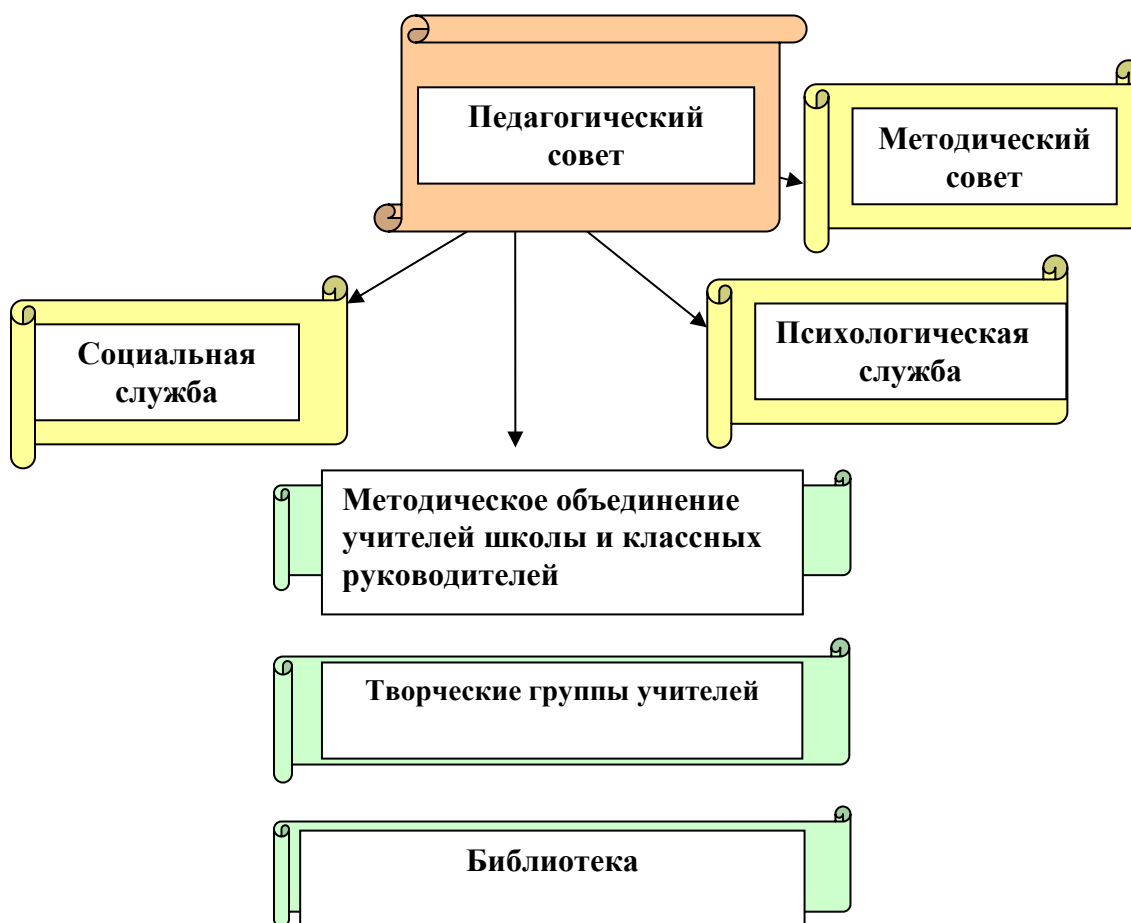 Педагогический
совет
Методический
совет
Социальная
служба
Психологическая
служба
Методическое объединение
учителей школы и классных
руководителей
Творческие группы учителей
Библиотека